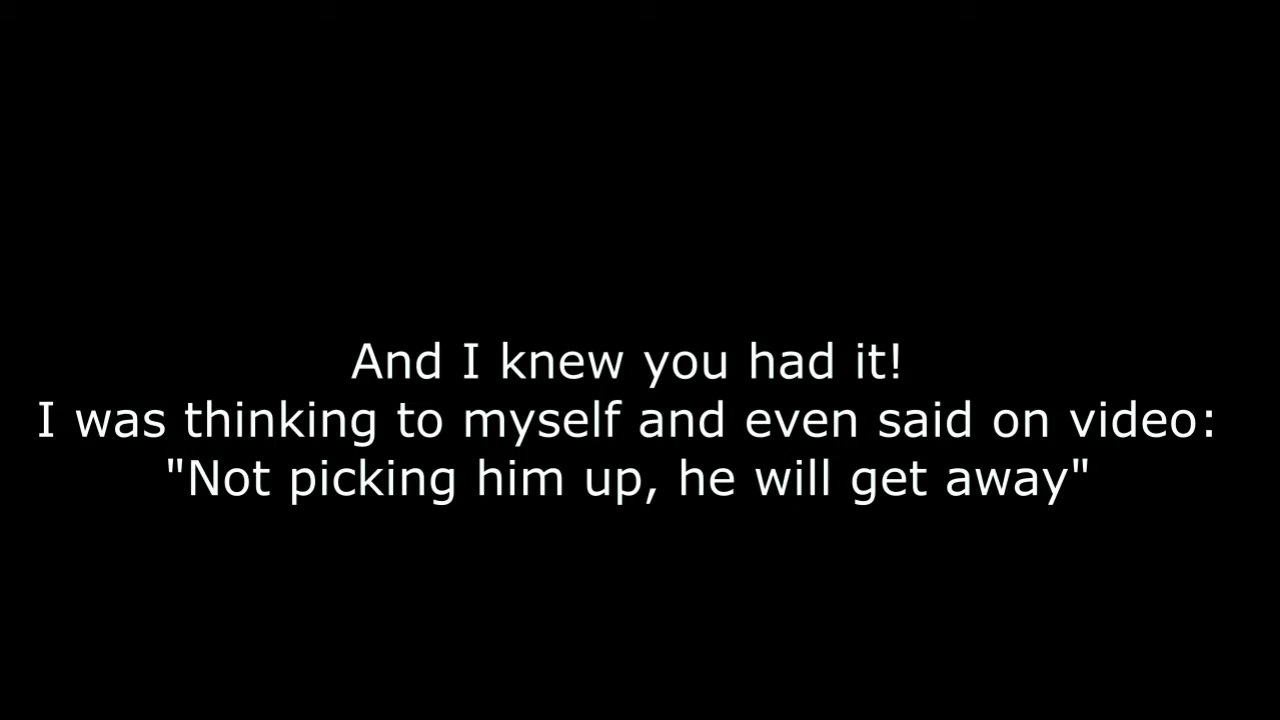 And I knew you had it!
I was thinking to myself and even said on video:
"Not picking him up, he will get away"